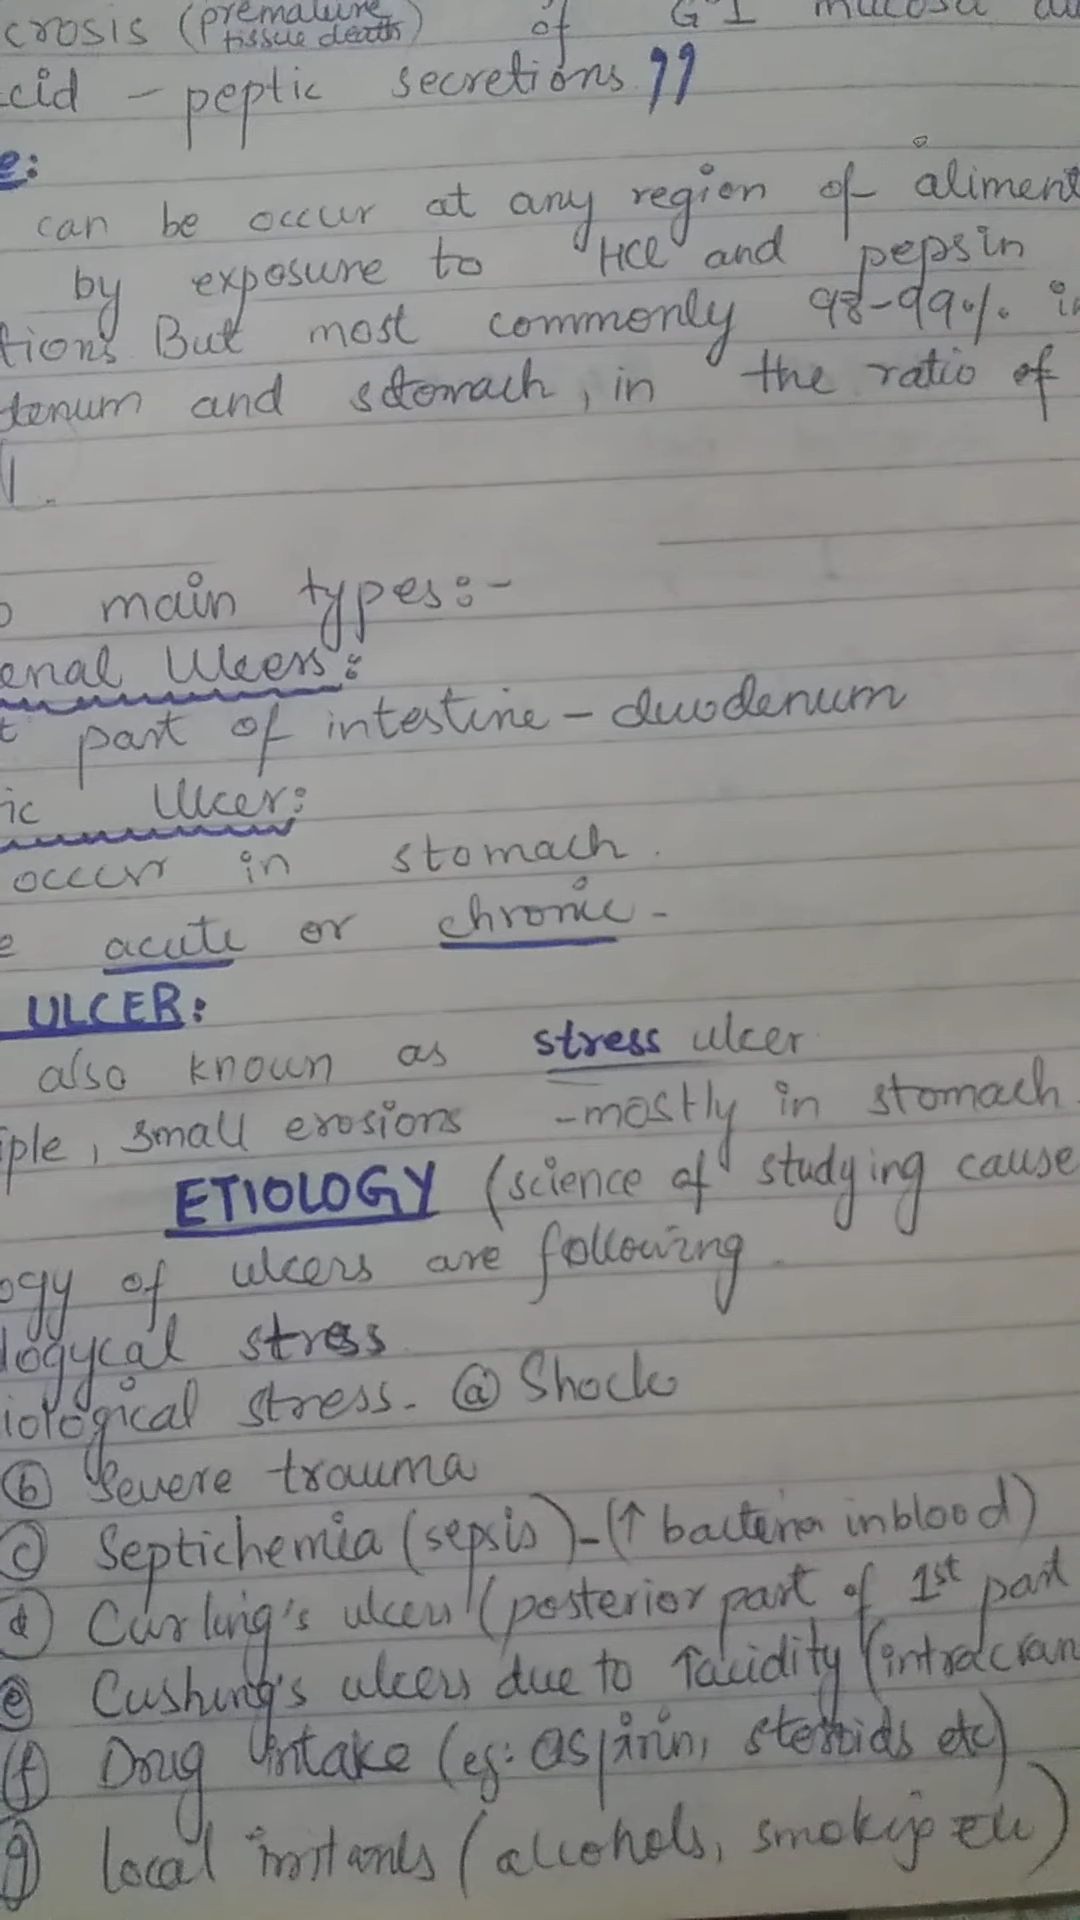 crosis (premature tissue death) of G I mucosa
cid - peptic secretions "
e:
can be occur at any region of aliment
by exposure to HCl and pepsin
tions But most commonly 98-99% in
denum and stomach, in the ratio of
1.
o main types:-
enal Ulcers:
t part of intestine - duodenum
ic Ulcer:
occur in stomach.
e acute or chronic -
ULCER:
also known as stress ulcer
iple, small erosions - mostly in stomach.
ETIOLOGY (science of studying cause
ogy of ulcers are following.
logycal stress
iological stress. (a) Shock
(b) Severe trauma
(c) Septichemia (sepsis) - (↑ bacteria in blood)
(d) Curling's ulcers (posterior part of 1st part
(e) Cushing's ulcers due to ↑acidity (intracran
(f) Drug intake (eg: aspirin, steroids etc)
(g) local irritants (alcohols, smoking etc)